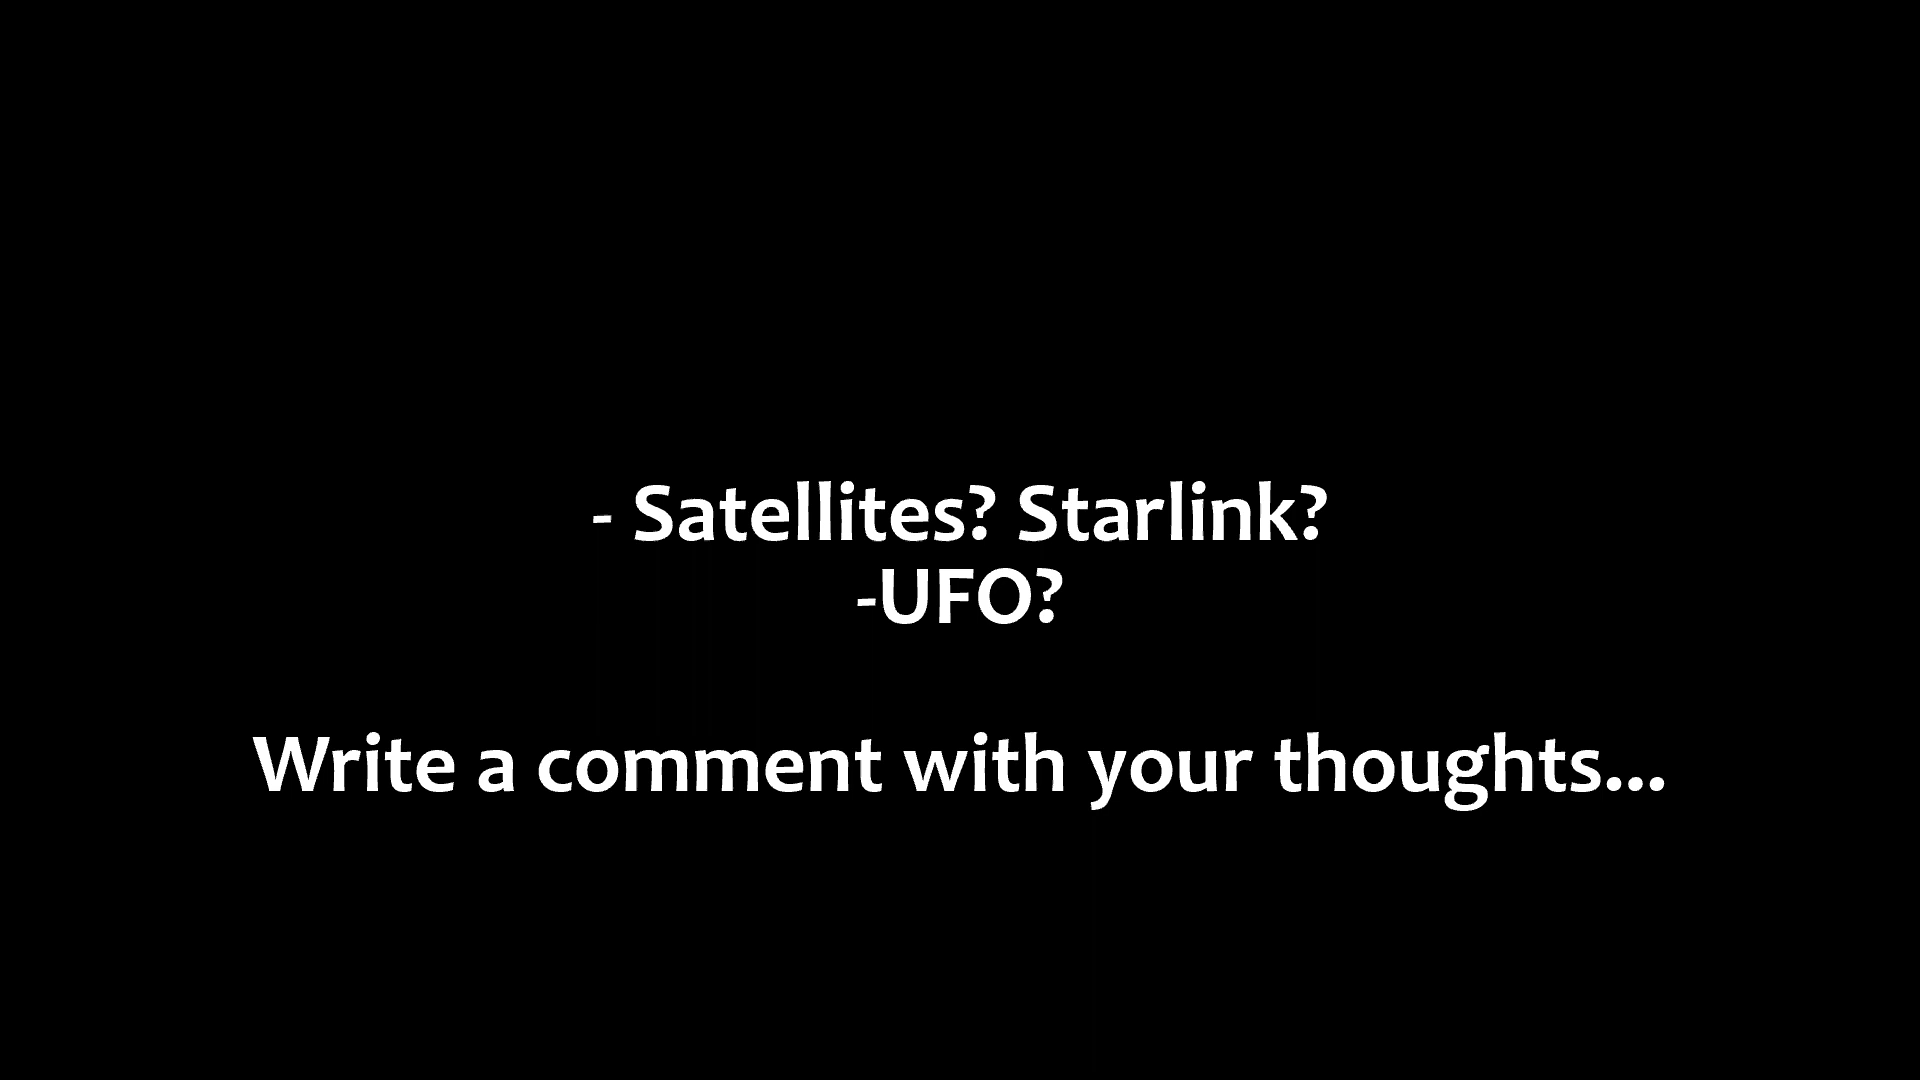 - Satellites? Starlink?
-UFO?
Write a comment with your thoughts...